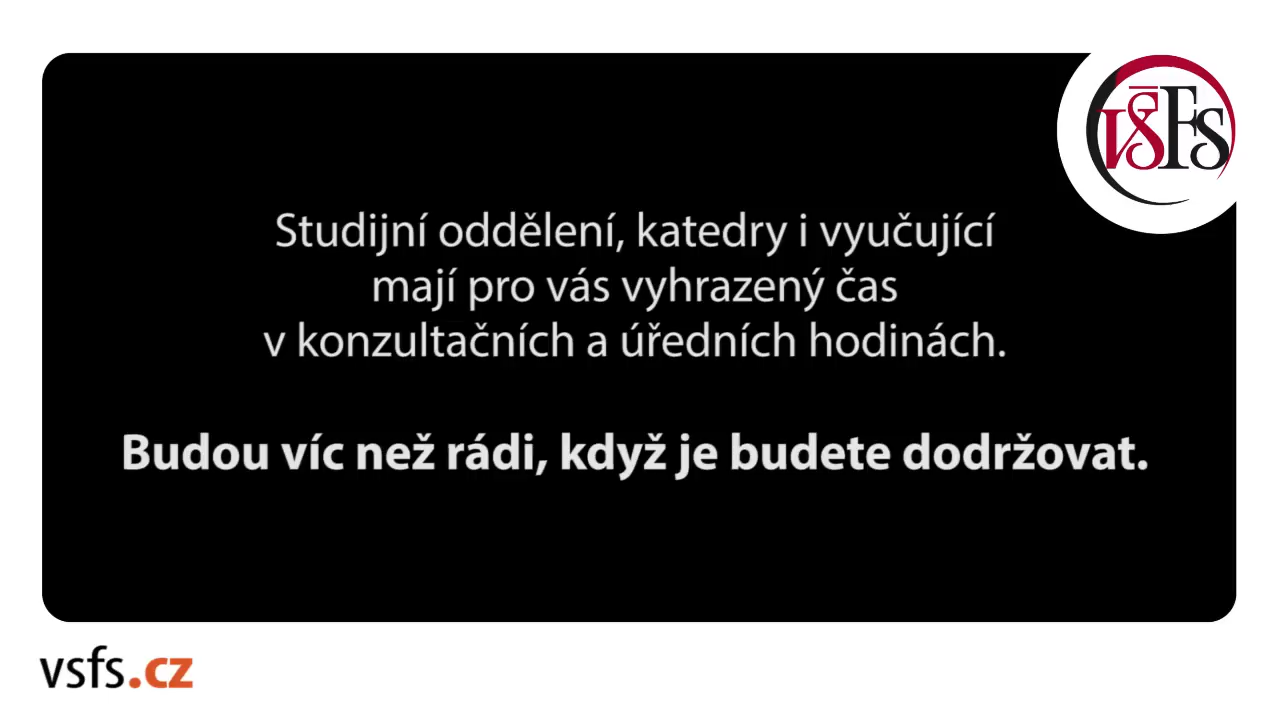 VŠFS
Studijní oddělení, katedry i vyučující
mají pro vás vyhrazený čas
v konzultačních a úředních hodinách.
Budou víc než rádi, když je budete dodržovat.
vsfs.cz